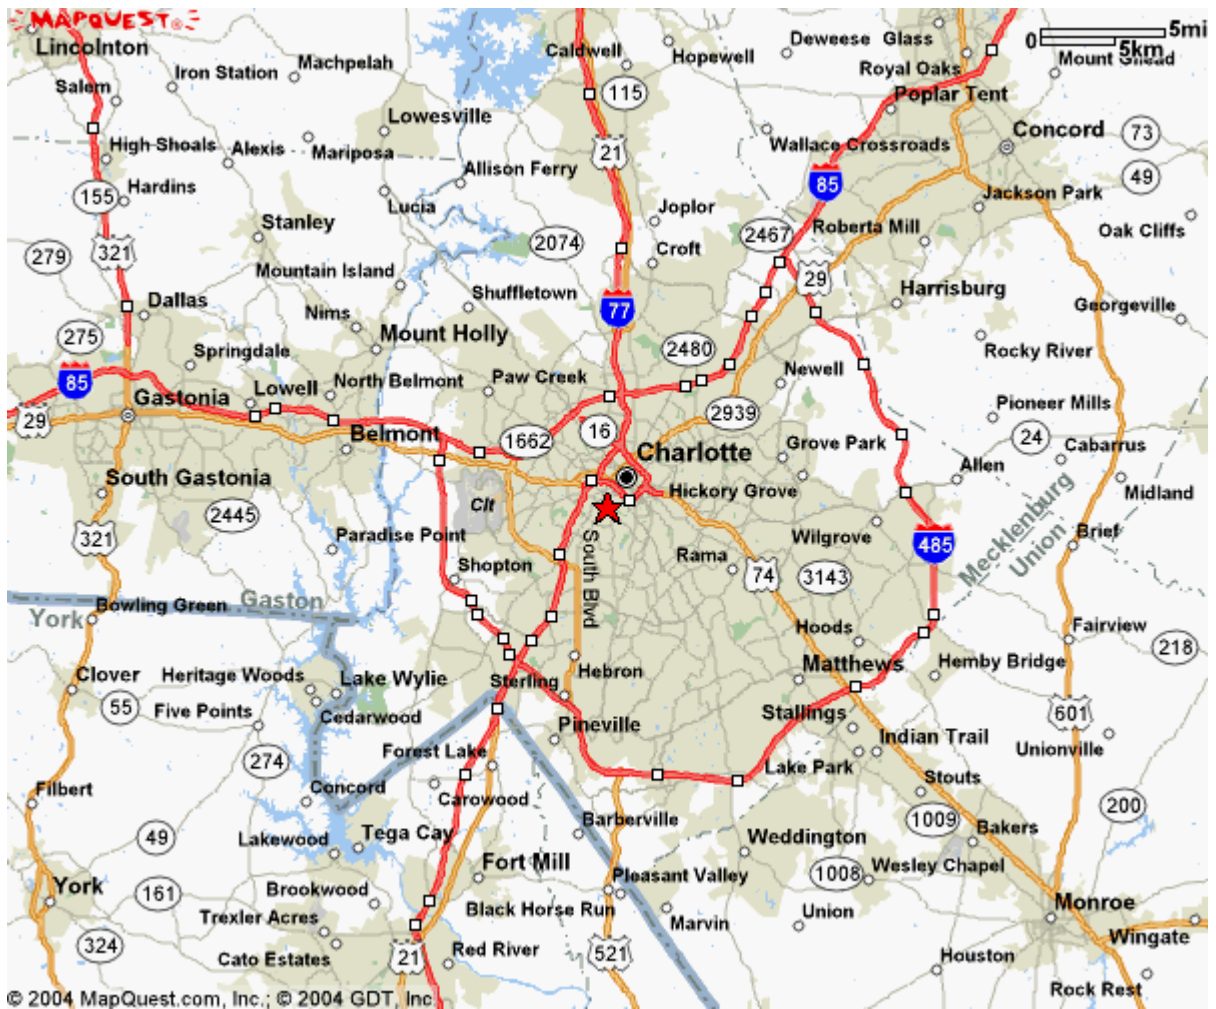 MAPQUEST
Lincolnton
Caldwell
Hopewell
Deweese
Glass
0
5mi
5km
Salem
Iron Station
Machpelah
115
Royal Oaks
Poplar Tent
Lowesville
21
Concord
73
High Shoals
Alexis
Mariposa
Wallace Crossroads
Allison Ferry
85
49
Hardins
155
Lucia
Jackson Park
Stanley
Joplor
Roberta Mill
Oak Cliffs
279
321
2074
Croft
2467
Mountain Island
29
Harrisburg
Dallas
Shuffletown
77
Georgeville
Nims
275
Mount Holly
2480
Rocky River
Springdale
85
Lowell
North Belmont
Paw Creek
Newell
Gastonia
29
2939
Pioneer Mills
1662
16
24
Belmont
Grove Park
Cabarrus
Charlotte
Allen
South Gastonia
Hickory Grove
Midland
2445
Clt
Mecklenburg
Union
321
Paradise Point
South Blvd
Wilgrove
485
Brief
Rama
Shopton
74
3143
Gaston
York
Bowling Green
Hoods
Fairview
218
Matthews
Hemby Bridge
Clover
Heritage Woods
Lake Wylie
Sterling
Hebron
55
Five Points
Cedarwood
Pineville
Stallings
601
Indian Trail
Unionville
Forest Lake
274
Lake Park
Stouts
Filbert
Concord
Carowood
200
Barberville
1009
Bakers
49
Lakewood
Tega Cay
Weddington
Fort Mill
Wesley Chapel
1008
York
161
Brookwood
Pleasant Valley
Monroe
Trexler Acres
Black Horse Run
Marvin
Union
Wingate
324
Cato Estates
21
Red River
521
Houston
Rock Rest
© 2004 MapQuest.com, Inc.; © 2004 GDT, Inc